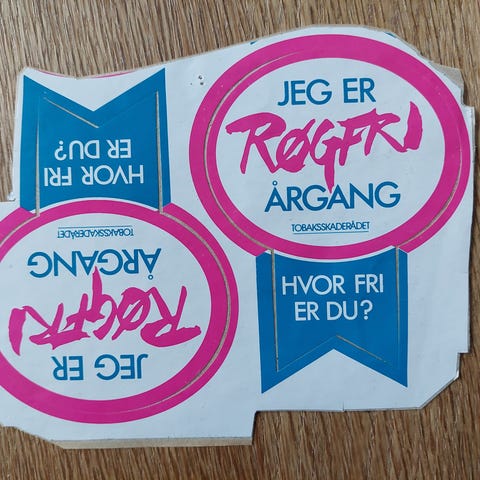 JEG ER
RØGFRI
ÅRGANG
TOBAKSSKADERÅDET
HVOR FRI
ER DU?
JEG ER
RØGFRI
ÅRGANG
TOBAKSSKADERÅDET
HVOR FRI
ER DU?